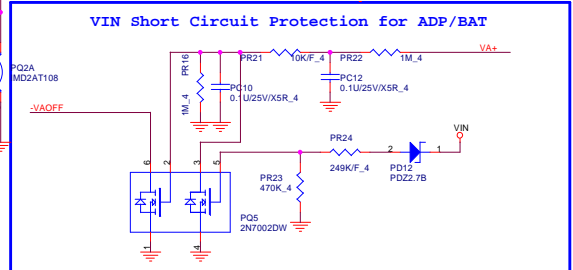 VIN Short Circuit Protection for ADP/BAT
PQ2A
IMD2AT108
-VAOFF
PR16
1M_4
PC10
0.1U/25V/X5R_4
PR21
10K/F_4
PR22
1M_4
VA+
PC12
0.1U/25V/X5R_4
6
2
3
5
PR24
249K/F_4
PR23
470K_4
2
1
PD12
PDZ2.7B
VIN
PQ5
2N7002DW
1
4